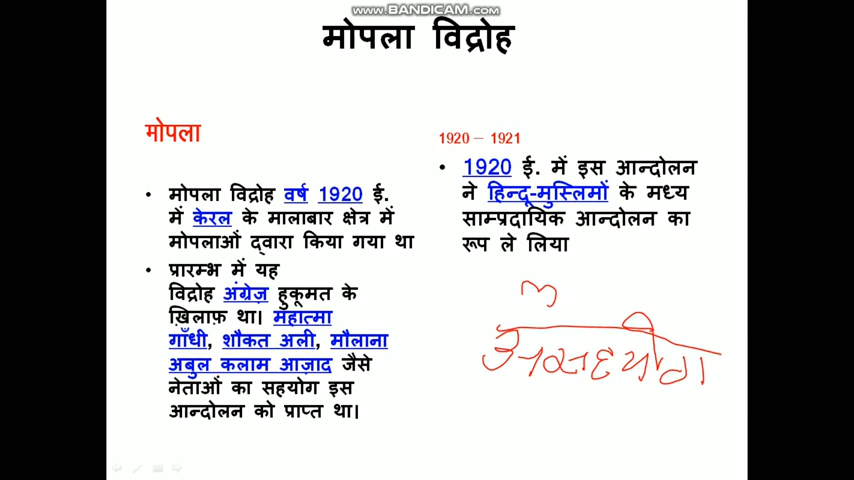 www.BANDICAM.com
मोपला विद्रोह
मोपला
• मोपला विद्रोह वर्ष 1920 ई.
में केरल के मालाबार क्षेत्र में
मोपलाओं द्वारा किया गया था
• प्रारम्भ में यह
विद्रोह अंग्रेज़ हुकूमत के
ख़िलाफ़ था। महात्मा
गाँधी, शौकत अली, मौलाना
अबुल कलाम आज़ाद जैसे
नेताओं का सहयोग इस
आन्दोलन को प्राप्त था।
1920 – 1921
• 1920 ई. में इस आन्दोलन
ने हिन्दू-मुस्लिमों के मध्य
साम्प्रदायिक आन्दोलन का
रूप ले लिया
असहयोग